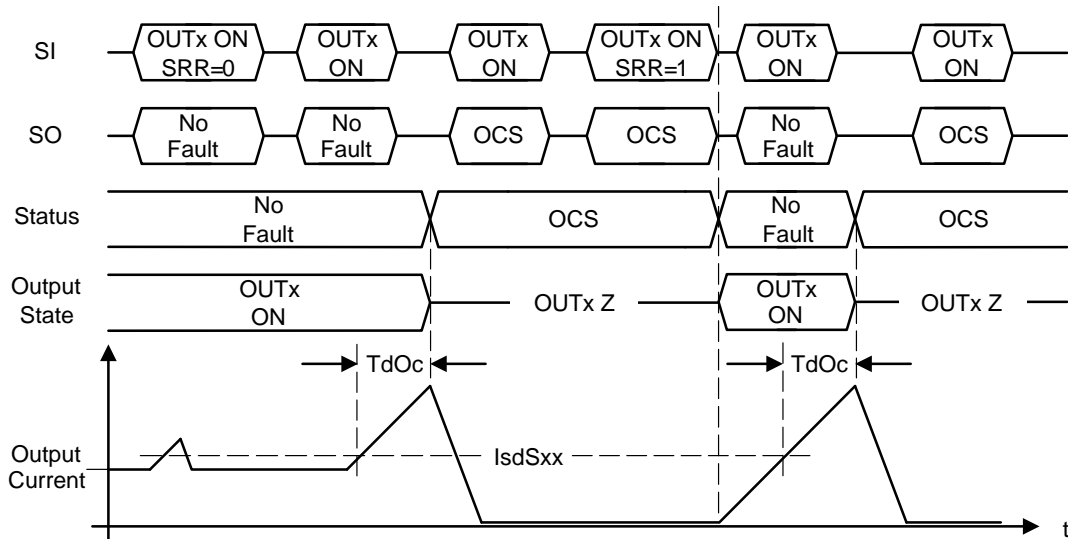 SI
OUTx ON
SRR=0
OUTx
ON
OUTx
ON
OUTx ON
SRR=1
OUTx
ON
OUTx
ON
SO
No
Fault
No
Fault
OCS
OCS
No
Fault
OCS
Status
No
Fault
OCS
No
Fault
OCS
Output
State
OUTx
ON
OUTx Z
OUTx
ON
OUTx Z
TdOc
TdOc
Output
Current
IsdSxx
t